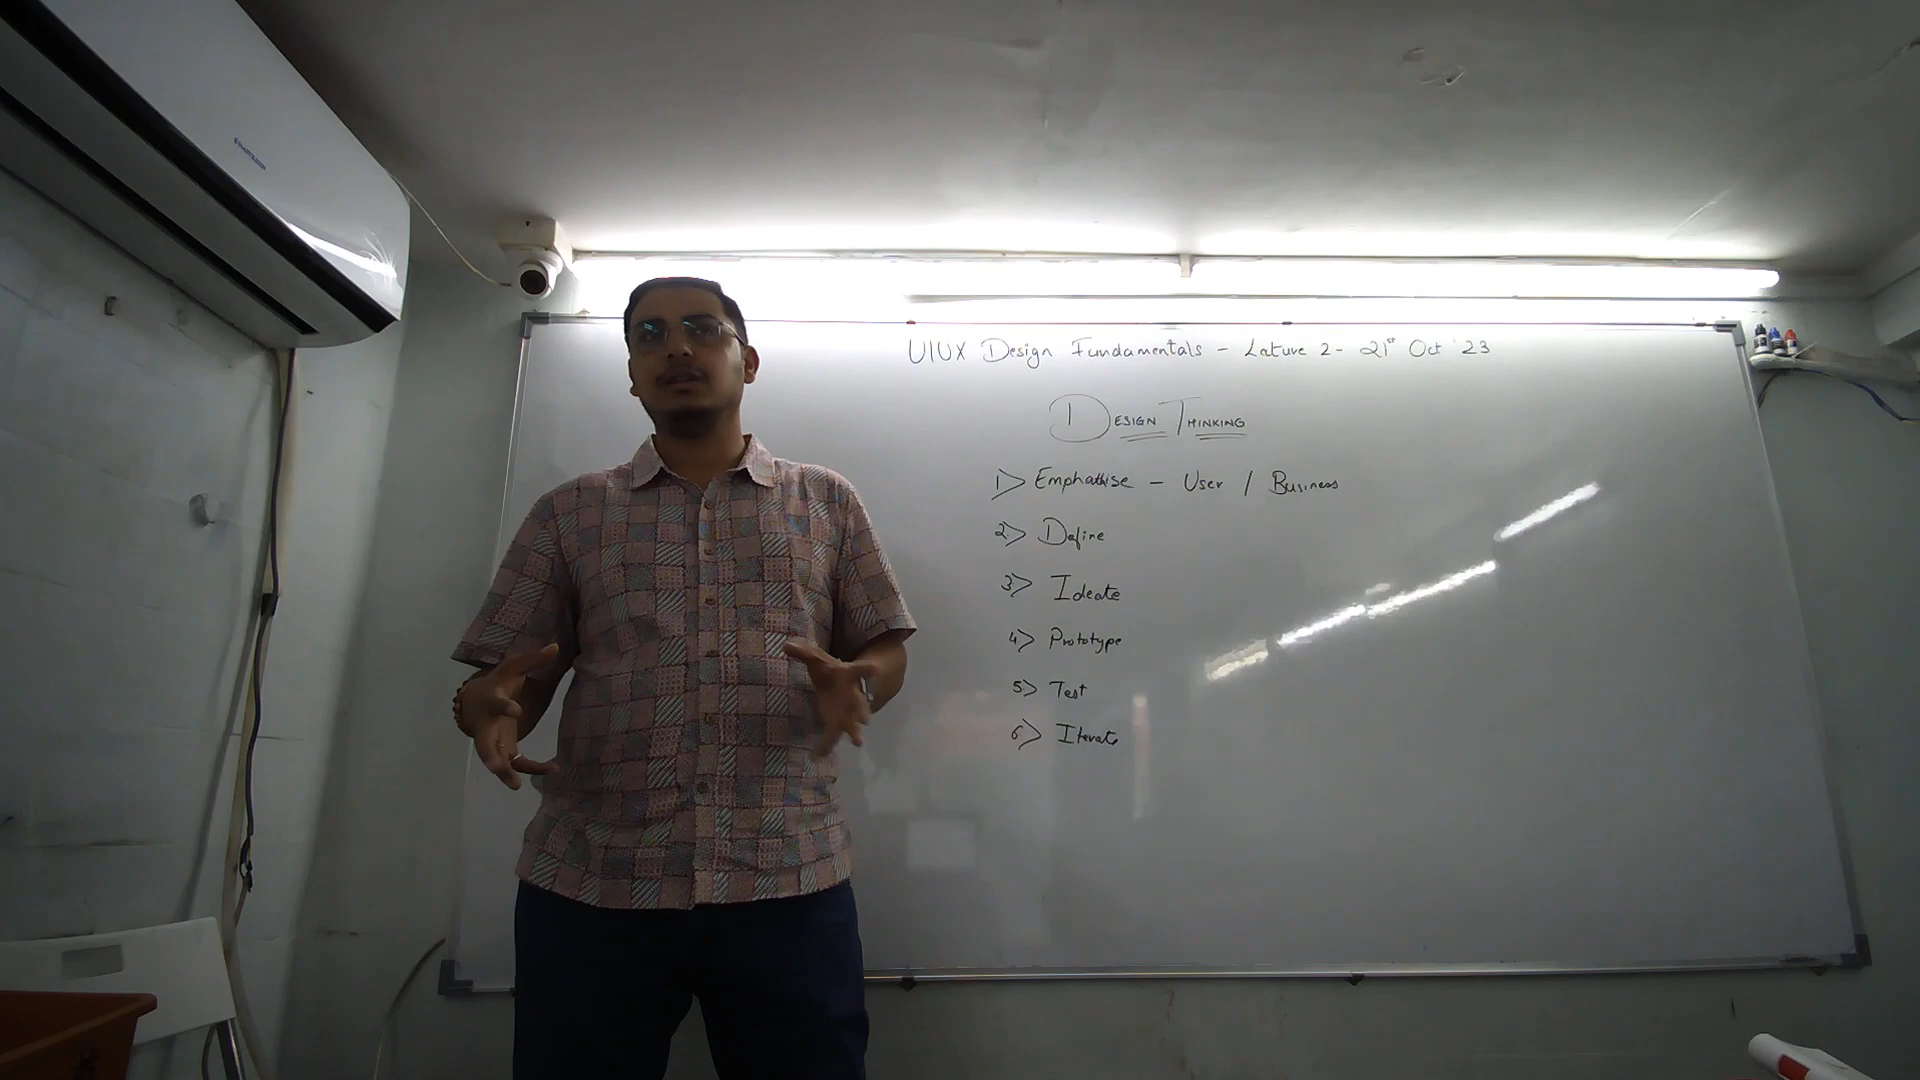 UIUX Design Fundamentals - Lecture 2 - 21st Oct '23
DESIGN THINKING
1> Emphathise - User / Business
2> Define
3> Ideate
4> Prototype
5> Test
6> Iterate